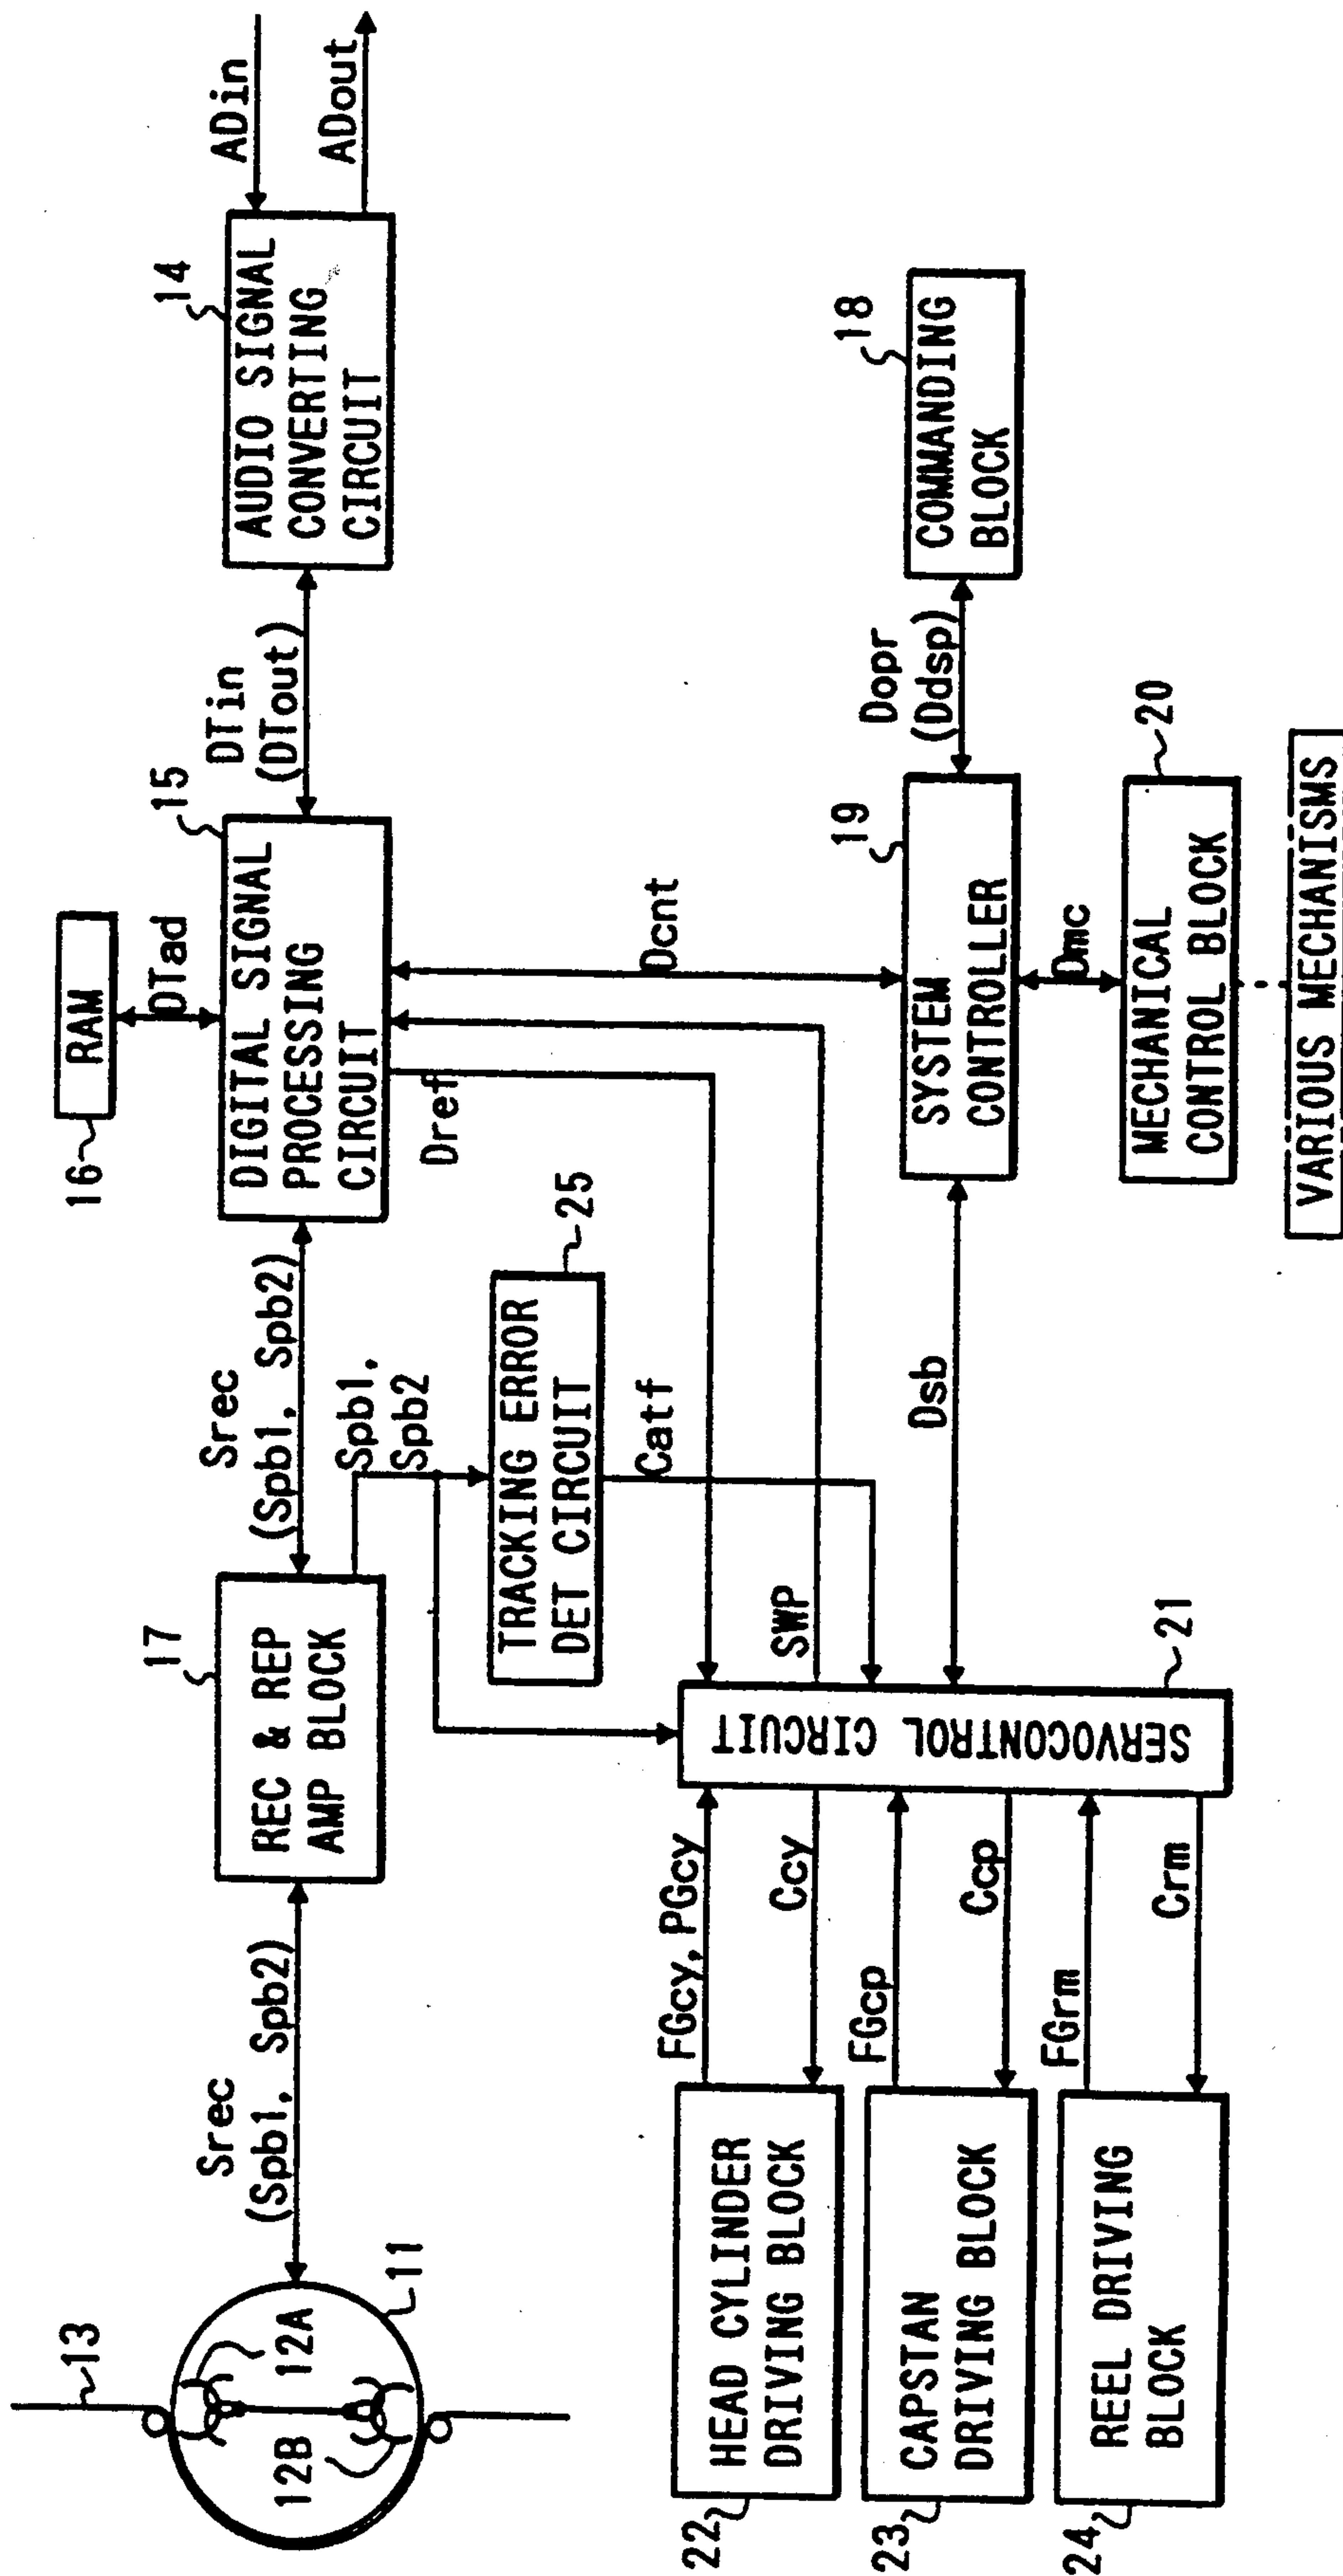 13
11
12A
12B
Srec
(Spb1, Spb2)
17
REC & REP
AMP BLOCK
Srec
(Spb1, Spb2)
Spb1,
Spb2
16
RAM
DTad
15
DIGITAL SIGNAL
PROCESSING
CIRCUIT
DTin
(DTout)
14
AUDIO SIGNAL
CONVERTING
CIRCUIT
ADin
ADout
25
TRACKING ERROR
DET CIRCUIT
Catf
Dref
SWP
Dcnt
Dsb
22
HEAD CYLINDER
DRIVING BLOCK
FGcy, PGcy
Ccy
23
CAPSTAN
DRIVING BLOCK
FGcp
Ccp
24
REEL DRIVING
BLOCK
FGrm
Crm
SERVOCONTROL CIRCUIT
21
19
SYSTEM
CONTROLLER
Dopr
(Ddsp)
18
COMMANDING
BLOCK
Dmc
20
MECHANICAL
CONTROL BLOCK
VARIOUS MECHANISMS